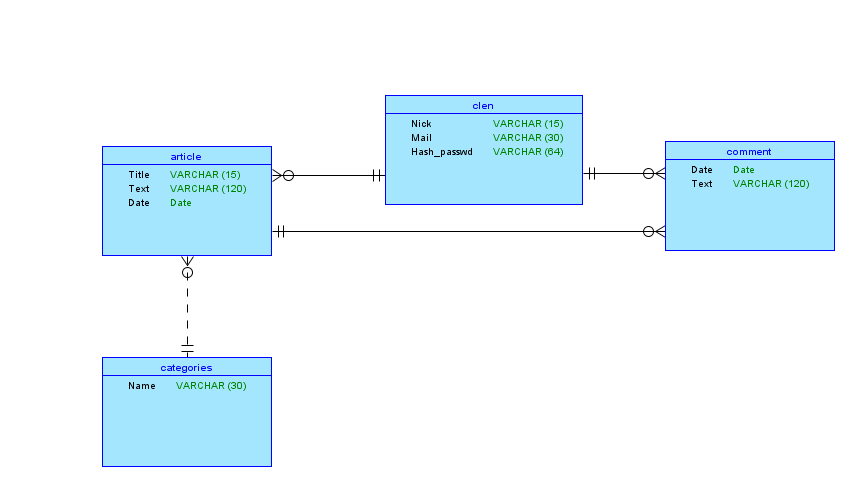 clen
Nick VARCHAR (15)
Mail VARCHAR (30)
Hash_passwd VARCHAR (64)
comment
Date Date
Text VARCHAR (120)
article
Title VARCHAR (15)
Text VARCHAR (120)
Date Date
categories
Name VARCHAR (30)